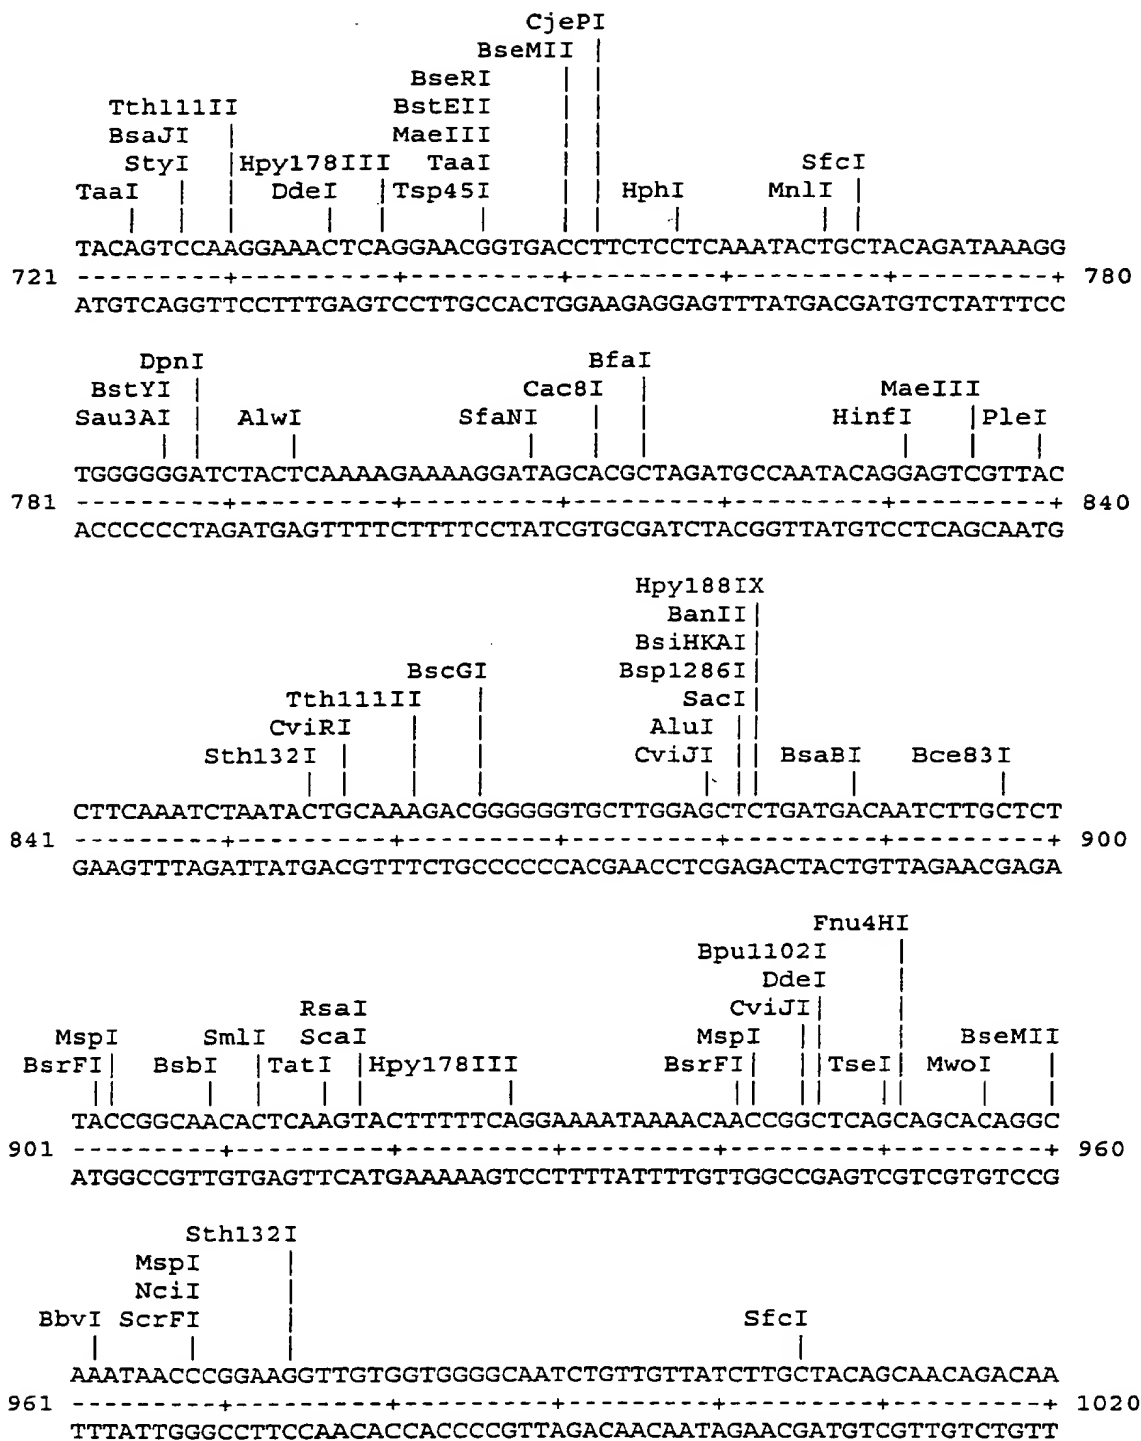 CjePI
BseMII |
BseRI | |
Tth111II BstEII | |
BsaJI | MaeIII | |
StyI |Hpy178III TaaI | | SfcI
TaaI | | DdeI | Tsp45I | | HphI MnlI |
| | | | | | | | | | |
TACAGTCCAAGGAAACTCAGGAACGGTGACCTTCTCCTCAAATACTGCTACAGATAAAGG
721 ---------+---------+---------+---------+---------+---------+ 780
ATGTCAGGTTCCTTTGAGTCCTTGCCACTGGAAGAGGAGTTTATGACGATGTCTATTTCC
DpnI BfaI
BstYI | Cac8I | MaeIII
Sau3AI | AlwI SfaNI | | HinfI |PleI
| | | | | | | | |
TGGGGGGATCTACTCAAAAGAAAAGGATAGCACGCTAGATGCCAATACAGGAGTCGTTAC
781 ---------+---------+---------+---------+---------+---------+ 840
ACCCCCCTAGATGAGTTTTCTTTTCCTATCGTGCGATCTACGGTTATGTCCTCAGCAATG
Hpy188IX
BanII|
BsiHKAI|
BscGI Bsp1286I|
Tth111II | SacI|
CviRI | | AluI ||
Sth132I | | | CviJI || BsaBI Bce83I
| | | | | || | |
CTTCAAATCTAATACTGCAAAGACGGGGGGTGCTTGGAGCTCTGATGACAATCTTGCTCT
841 ---------+---------+---------+---------+---------+---------+ 900
GAAGTTTAGATTATGACGTTTCTGCCCCCCACGAACCTCGAGACTACTGTTAGAACGAGA
Fnu4HI
Bpu1102I |
DdeI |
RsaI CviJI| |
MspI SmlI ScaI MspI || | BseMII
BsrFI| BsbI |TatI |Hpy178III BsrFI| ||TseI| MwoI |
|| | | | | | || || || | |
TACCGGCAACACTCAAGTACTTTTTCAGGAAAATAAAACAACCGGCTCAGCAGCACAGGC
901 ---------+---------+---------+---------+---------+---------+ 960
ATGGCCGTTGTGAGTTCATGAAAAAGTCCTTTTATTTTGTTGGCCGAGTCGTCGTGTCCG
Sth132I
MspI |
NciI |
BbvI ScrFI | SfcI
| | | |
AAATAACCCGGAAGGTTGTGGTGGGGCAATCTGTTGTTATCTTGCTACAGCAACAGACAA
961 ---------+---------+---------+---------+---------+---------+ 1020
TTTATTGGGCCTTCCAACACCACCCCGTTAGACAACAATAGAACGATGTCGTTGTCTGTT